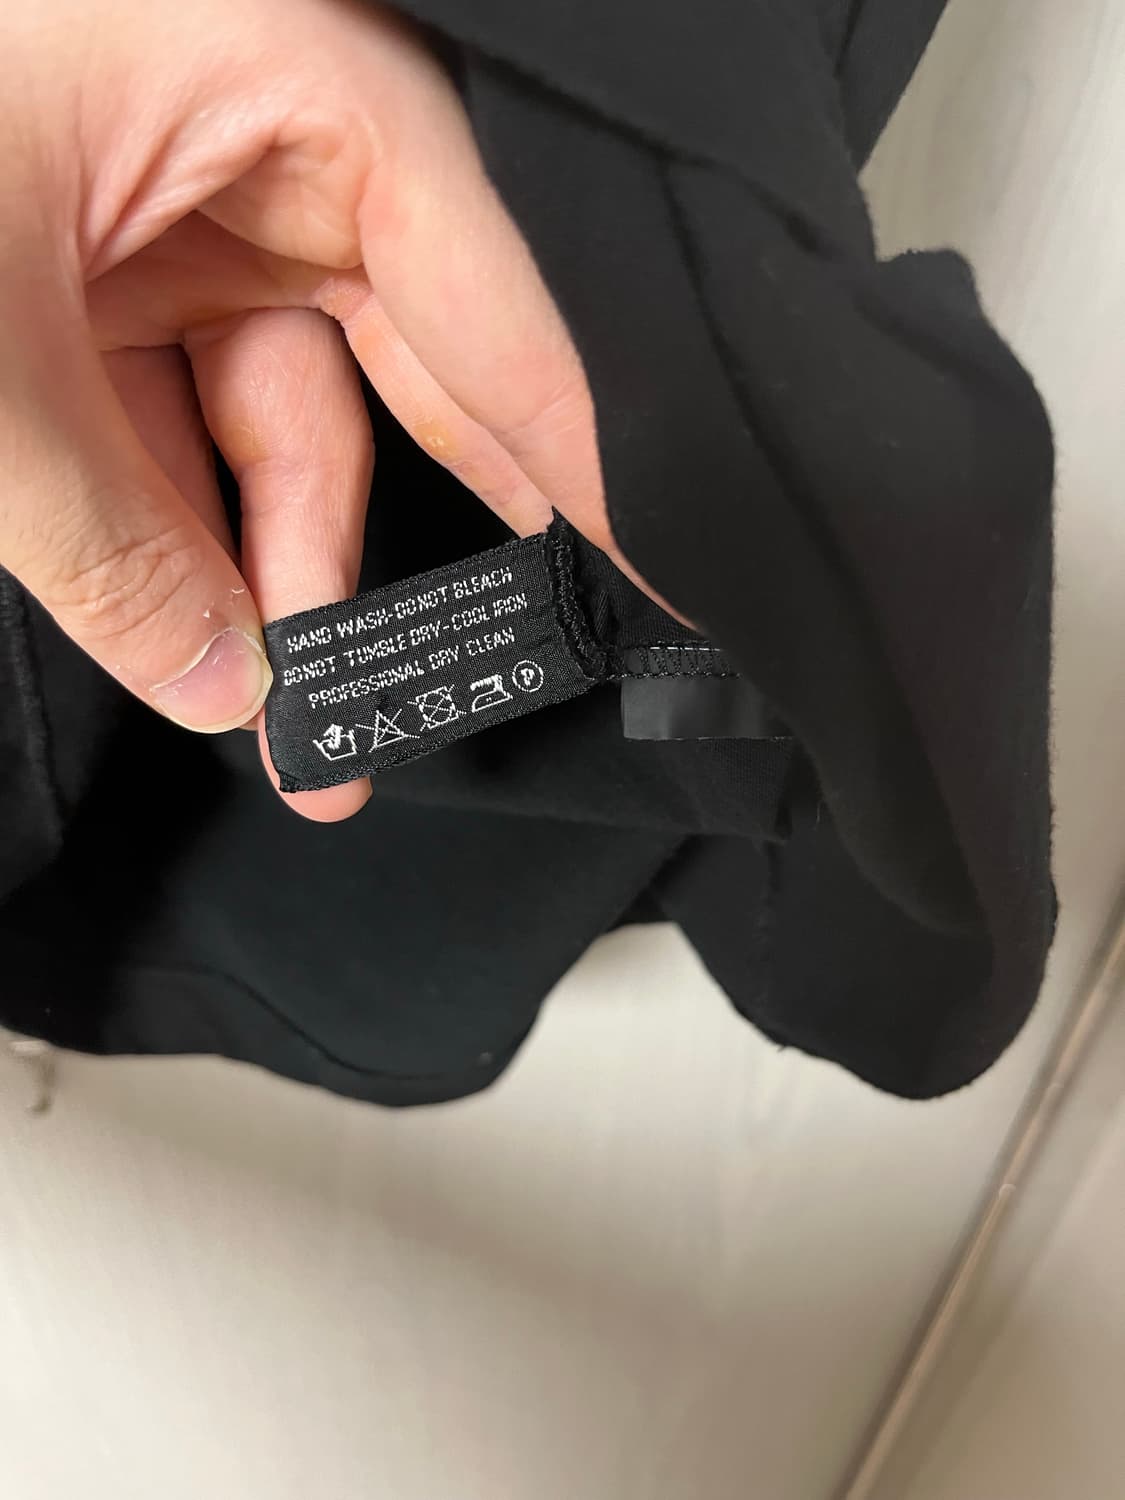 HAND WASH-DO NOT BLEACH
DO NOT TUMBLE DRY-COOL IRON
PROFESSIONAL DRY CLEAN
P